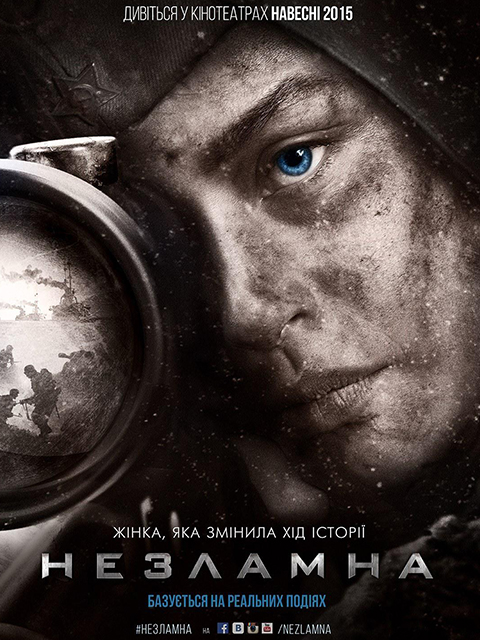 ДИВІТЬСЯ У КІНОТЕАТРАХ НАВЕСНІ 2015
ЖІНКА, ЯКА ЗМІНИЛА ХІД ІСТОРІЇ
НЕЗЛАМНА
БАЗУЄТЬСЯ НА РЕАЛЬНИХ ПОДІЯХ
#НЕЗЛАМНА НА /NEZLAMNA